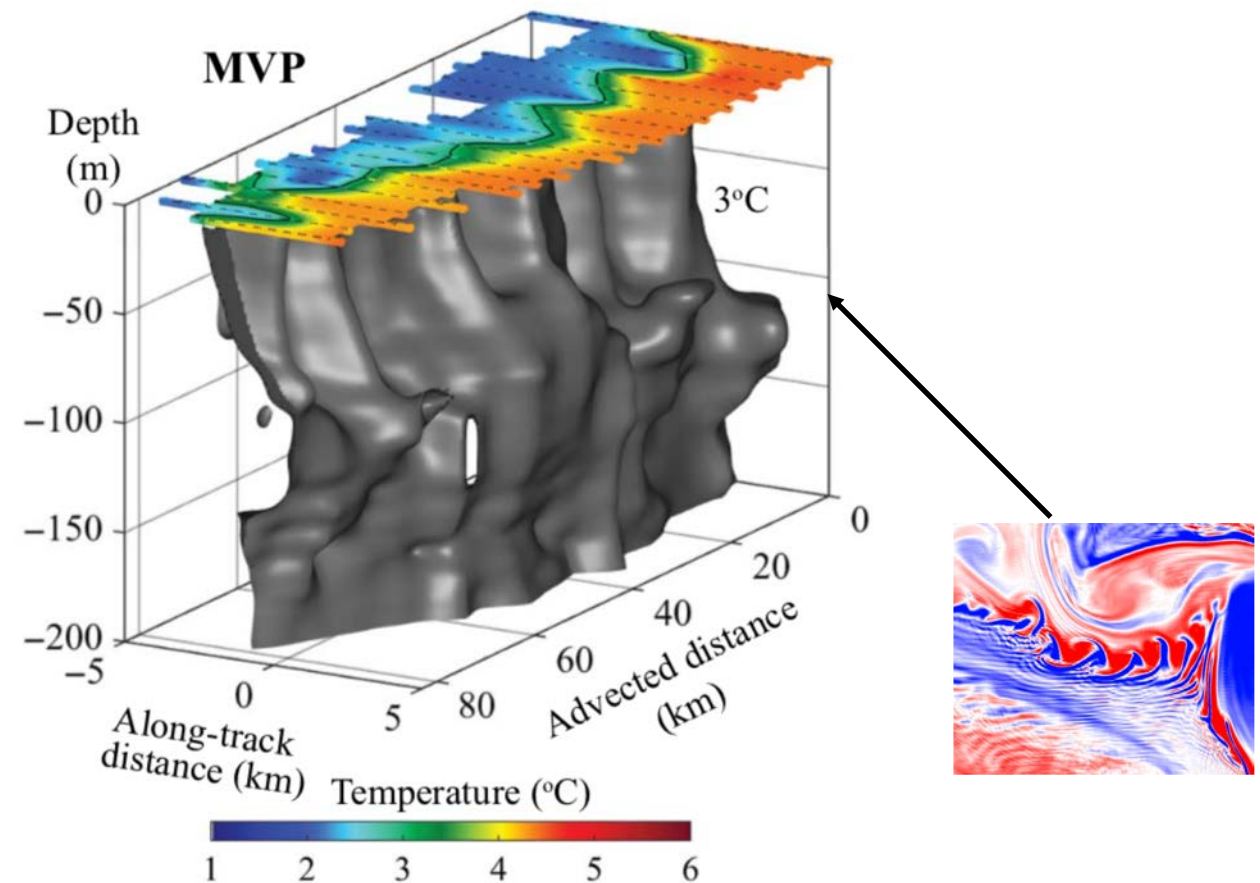 MVP
Depth
(m)
0
−50
−100
−150
−200
−5
0
5
Along-track
distance (km)
80
60
40
20
0
Advected distance
(km)
3°C
Temperature (°C)
1 2 3 4 5 6